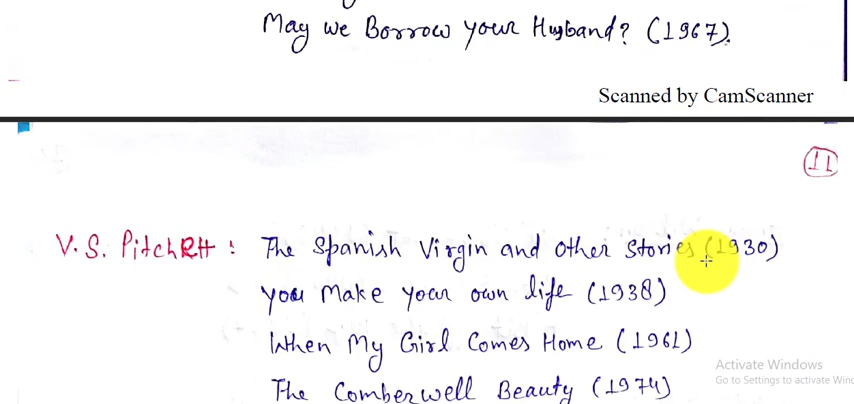 May we Borrow your Husband? (1967).
Scanned by CamScanner
11
V. S. Pitchett : The Spanish Virgin and other stories (1930)
you Make your own life (1938)
When My Girl Comes Home (1961)
The Comberwell Beauty (1974)
Activate Windows
Go to Settings to activate Wind